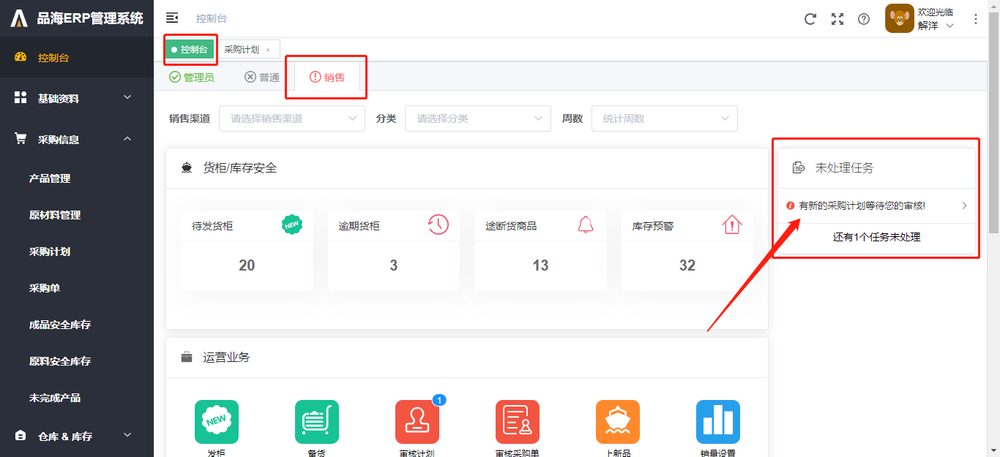 品海ERP管理系统
控制台
欢迎光临
解洋
控制台
采购计划 ×
管理员
普通
销售
控制台
基础资料
采购信息
产品管理
原材料管理
采购计划
采购单
成品安全库存
原料安全库存
未完成产品
仓库 & 库存
销售渠道 请选择销售渠道
分类 请选择分类
周数 统计周数
货柜/库存安全
待发货柜 NEW
20
逾期货柜
3
途断货商品
13
库存预警
32
未处理任务
有新的采购计划等待您的审核!
还有1个任务未处理
运营业务
NEW
1
发柜
备货
审核计划
审核采购单
上新品
销量设置